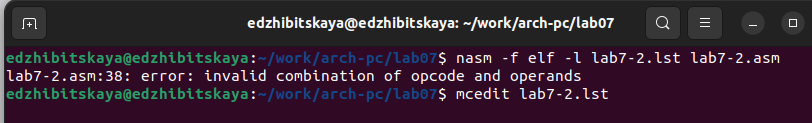 edzhibitskaya@edzhibitskaya: ~/work/arch-pc/lab07
edzhibitskaya@edzhibitskaya:~/work/arch-pc/lab07$ nasm -f elf -l lab7-2.lst lab7-2.asm
lab7-2.asm:38: error: invalid combination of opcode and operands
edzhibitskaya@edzhibitskaya:~/work/arch-pc/lab07$ mcedit lab7-2.lst